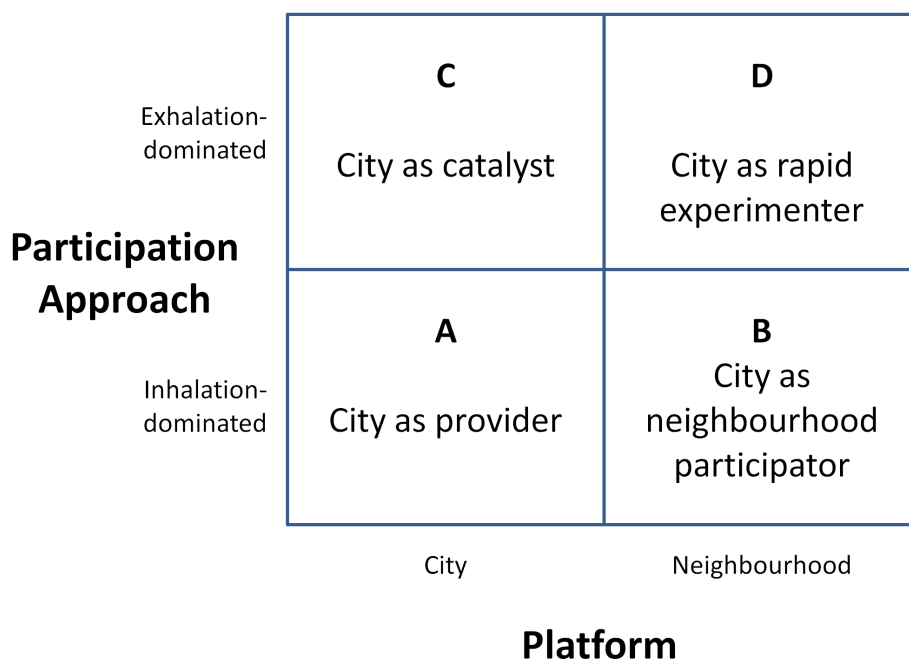 C
D
Exhalation-
dominated
City as catalyst
City as rapid
experimenter
Participation
Approach
A
B
Inhalation-
dominated
City as provider
City as
neighbourhood
participator
City
Neighbourhood
Platform